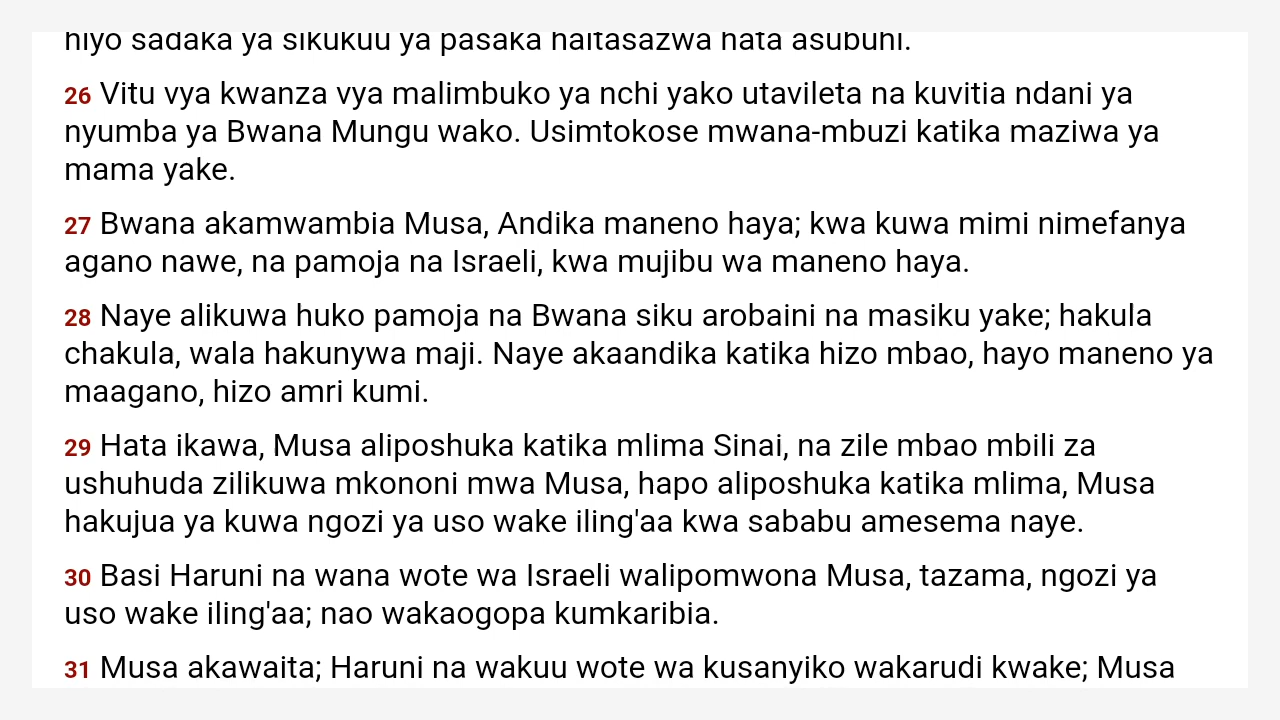 hiyo sadaka ya sikukuu ya pasaka haitasazwa hata asubuhi.
26 Vitu vya kwanza vya malimbuko ya nchi yako utavileta na kuvitia ndani ya
nyumba ya Bwana Mungu wako. Usimtokose mwana-mbuzi katika maziwa ya
mama yake.
27 Bwana akamwambia Musa, Andika maneno haya; kwa kuwa mimi nimefanya
agano nawe, na pamoja na Israeli, kwa mujibu wa maneno haya.
28 Naye alikuwa huko pamoja na Bwana siku arobaini na masiku yake; hakula
chakula, wala hakunywa maji. Naye akaandika katika hizo mbao, hayo maneno ya
maagano, hizo amri kumi.
29 Hata ikawa, Musa aliposhuka katika mlima Sinai, na zile mbao mbili za
ushuhuda zilikuwa mkononi mwa Musa, hapo aliposhuka katika mlima, Musa
hakujua ya kuwa ngozi ya uso wake iling'aa kwa sababu amesema naye.
30 Basi Haruni na wana wote wa Israeli walipomwona Musa, tazama, ngozi ya
uso wake iling'aa; nao wakaogopa kumkaribia.
31 Musa akawaita; Haruni na wakuu wote wa kusanyiko wakarudi kwake; Musa